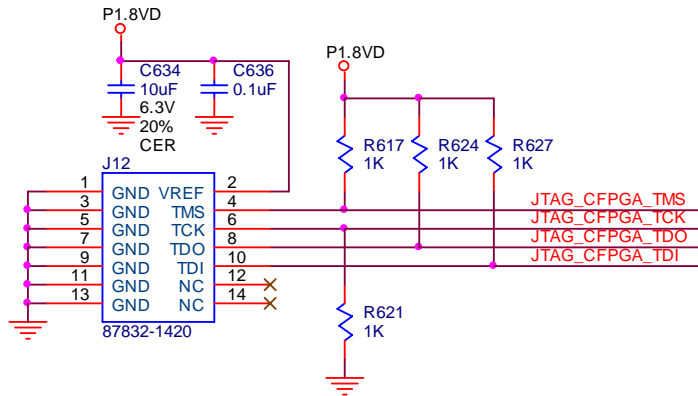 P1.8VD
C634
10uF
6.3V
20%
CER
C636
0.1uF
P1.8VD
R617
1K
R624
1K
R627
1K
J12
1 GND VREF 2
3 GND TMS 4 JTAG_CFPGA_TMS
5 GND TCK 6 JTAG_CFPGA_TCK
7 GND TDO 8 JTAG_CFPGA_TDO
9 GND TDI 10 JTAG_CFPGA_TDI
11 GND NC 12
13 GND NC 14
87832-1420
R621
1K